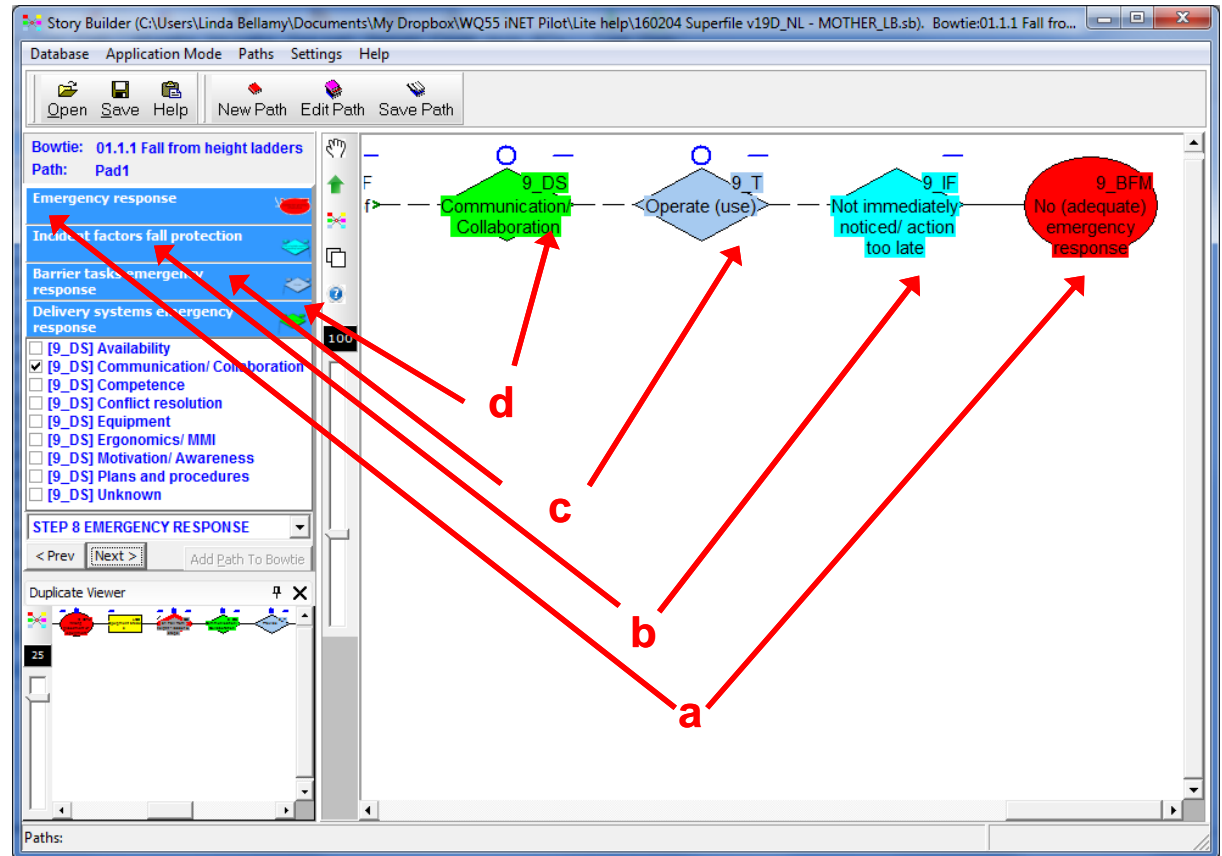 Story Builder (C:\Users\Linda Bellamy\Documents\My Dropbox\WQ55 iNET Pilot\Lite help\160204 Superfile v19D_NL - MOTHER_LB.sb). Bowtie:01.1.1 Fall fro...
Database Application Mode Paths Settings Help
Open Save Help New Path Edit Path Save Path
Bowtie: 01.1.1 Fall from height ladders
Path: Pad1
Emergency response
Incident factors fall protection
Barrier tasks emergency
response
Delivery systems emergency
response
[9_DS] Availability
[9_DS] Communication/ Collaboration
[9_DS] Competence
[9_DS] Conflict resolution
[9_DS] Equipment
[9_DS] Ergonomics/ MMI
[9_DS] Motivation/ Awareness
[9_DS] Plans and procedures
[9_DS] Unknown
STEP 8 EMERGENCY RESPONSE
< Prev Next > Add Path To Bowtie
Duplicate Viewer
25
100
F
f>
9_DS
Communication/
Collaboration
9_T
Operate (use)
9_IF
Not immediately
noticed/ action
too late
9_BFM
No (adequate)
emergency
response
d
c
b
a
Paths: